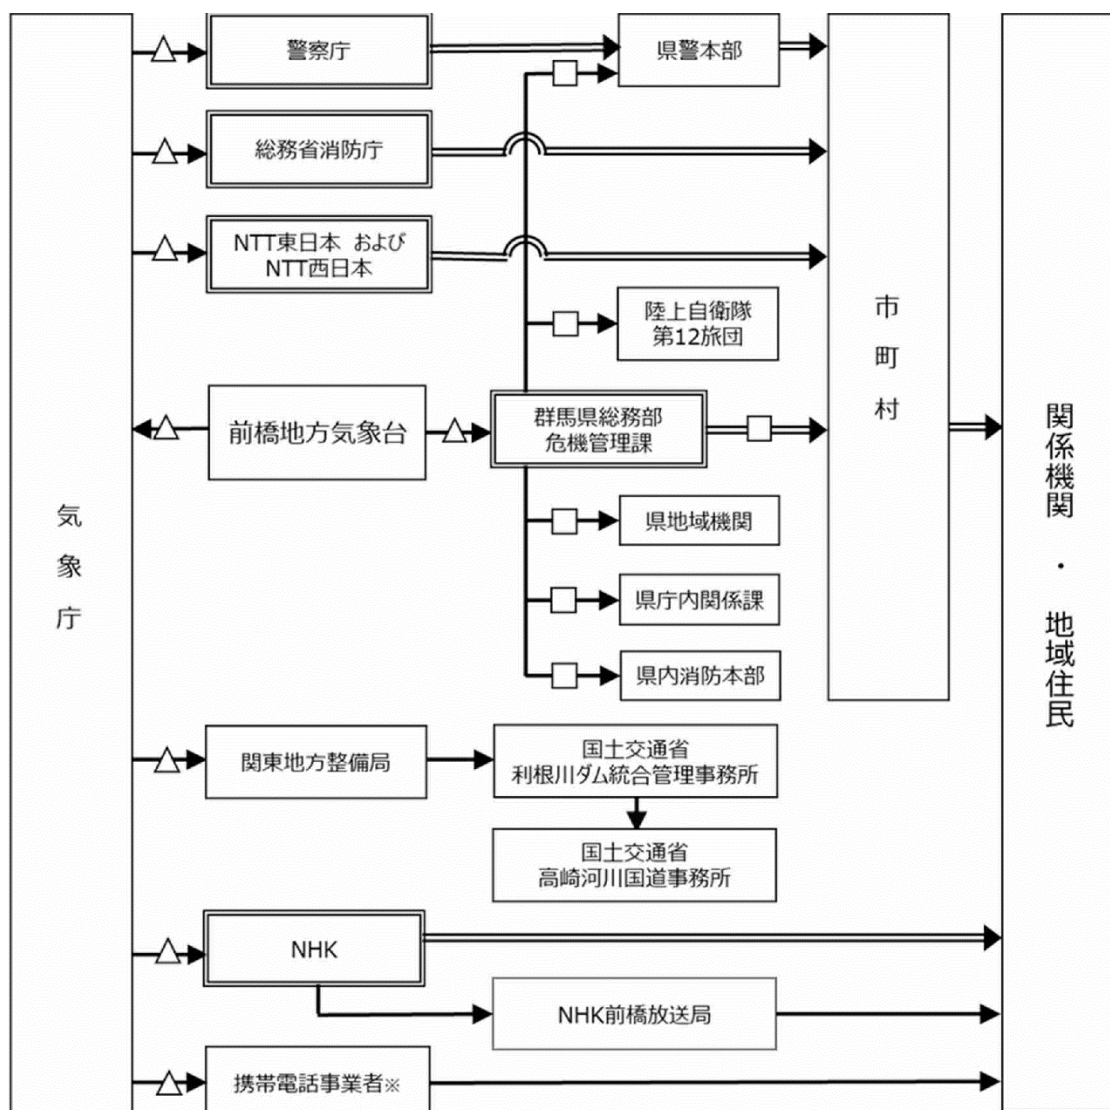 気象庁
警察庁
県警本部
総務省消防庁
NTT東日本 および
NTT西日本
陸上自衛隊
第12旅団
前橋地方気象台
群馬県総務部
危機管理課
県地域機関
県庁内関係課
県内消防本部
市町村
関係機関・地域住民
関東地方整備局
国土交通省
利根川ダム統合管理事務所
国土交通省
高崎河川国道事務所
NHK
NHK前橋放送局
携帯電話事業者※